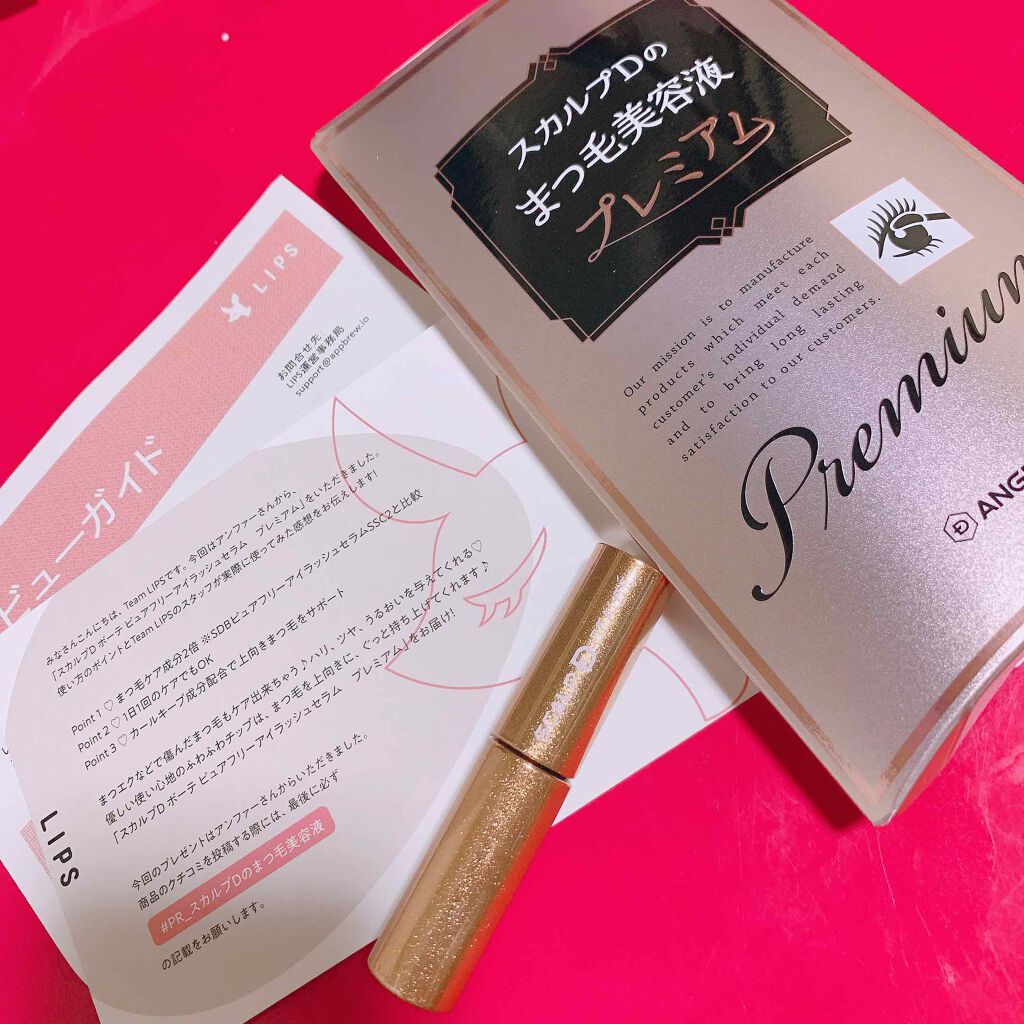 スカルプDの
まつ毛美容液
プレミアム
Our mission is to manufacture
products which meet each
customer's individual demand
and to bring long lasting
satisfaction to our customers.
Premium
ANG
LIPS
お問合せ先
LIPS運営事務局
support@appbrew.io
ビューガイド
みなさんこんにちは、Team LIPSです。今回はアンファーさんから、
「スカルプD ボーテ ピュアフリーアイラッシュセラム プレミアム」をいただきました。
使い方のポイントとTeam LIPSのスタッフが実際に使ってみた感想をお伝えします!
Point 1 ♡ まつ毛ケア成分2倍 ※SDBピュアフリーアイラッシュセラムSSC2と比較
Point 2 ♡ 1日1回のケアでもOK
Point 3 ♡ カールキープ成分配合で上向きまつ毛をサポート
まつエクなどで傷んだまつ毛もケア出来ちゃう♪ハリ、ツヤ、うるおいを与えてくれる♡
優しい使い心地のふわふわチップは、まつ毛を上向きに、ぐっと持ち上げてくれます♪
「スカルプD ボーテ ピュアフリーアイラッシュセラム プレミアム」をお届け!
今回のプレゼントはアンファーさんからいただきました。
商品のクチコミを投稿する際には、最後に必ず
#PR_スカルプDのまつ毛美容液
の記載をお願いします。
LIPS
SCALP D